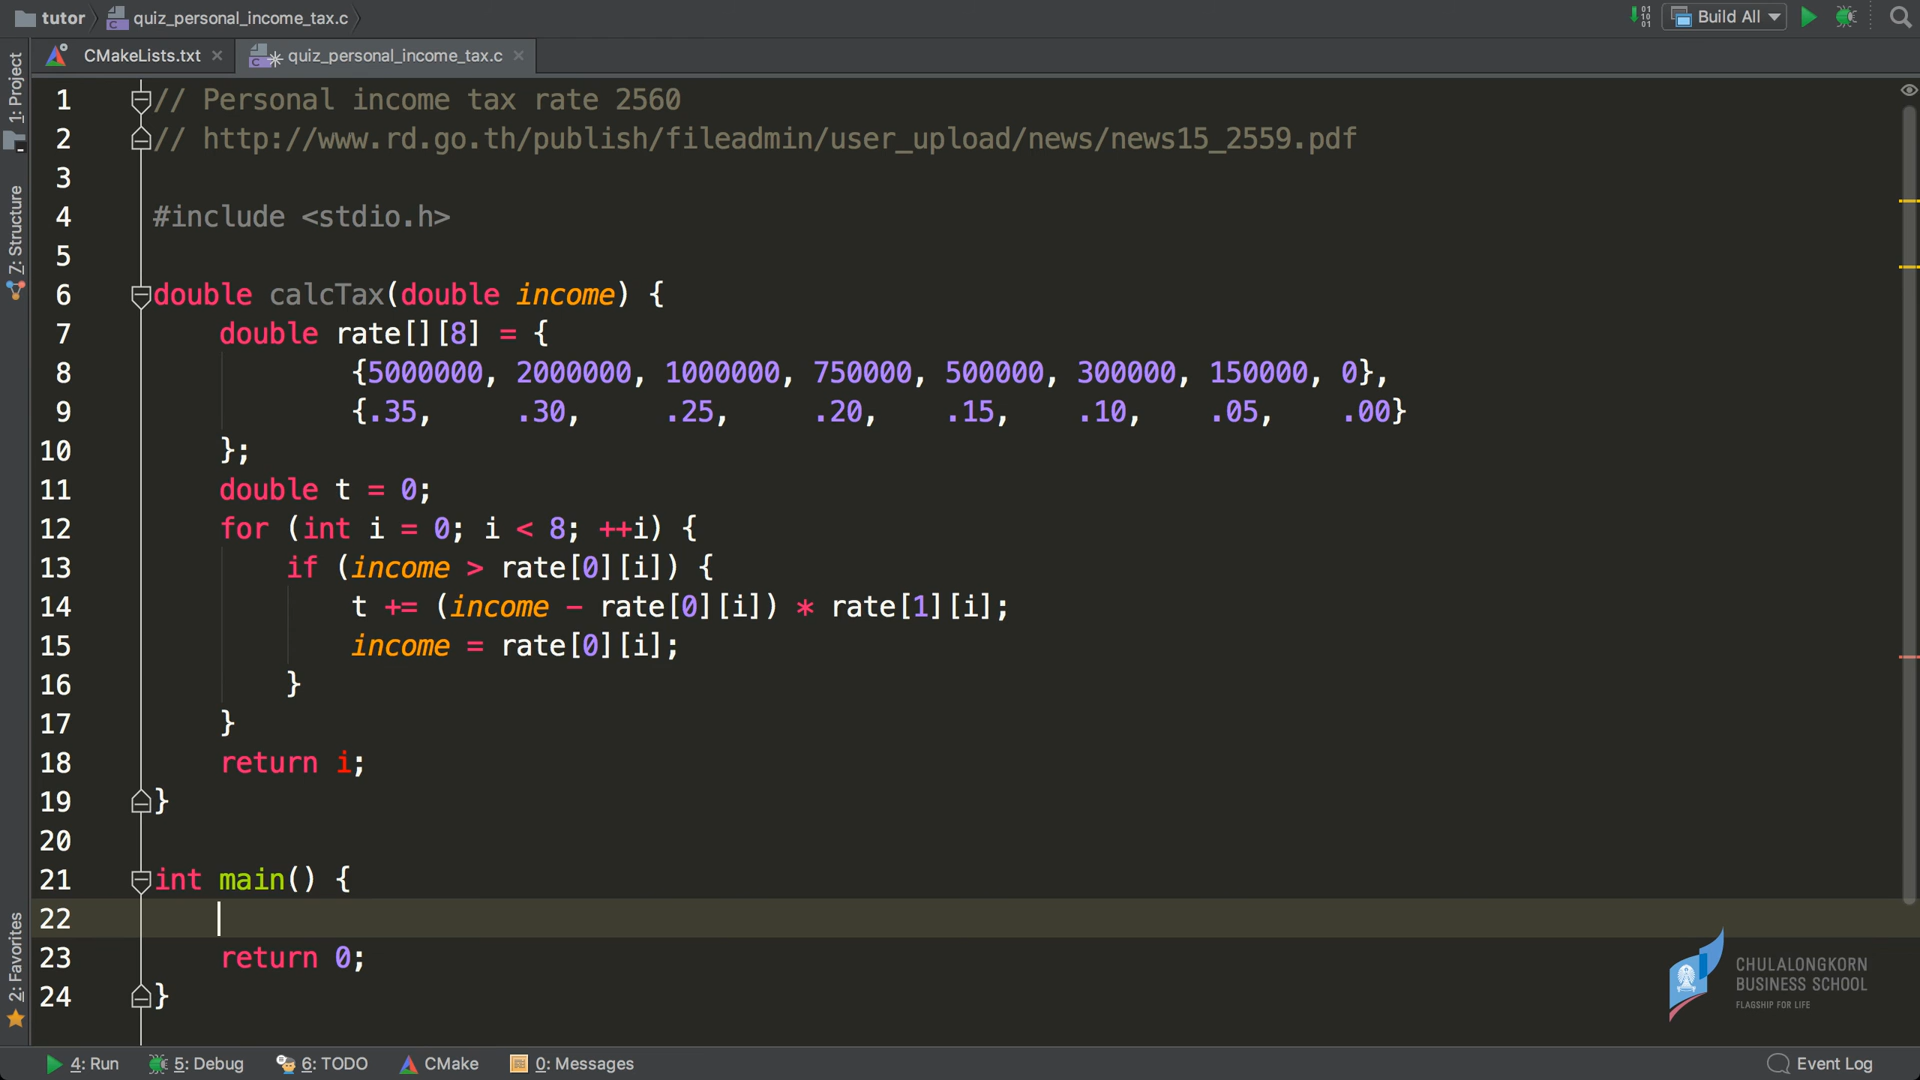 tutor quiz_personal_income_tax.c Build All
CMakeLists.txt quiz_personal_income_tax.c
1: Project
7: Structure
2: Favorites
1 // Personal income tax rate 2560
2 // http://www.rd.go.th/publish/fileadmin/user_upload/news/news15_2559.pdf
3
4 #include <stdio.h>
5
6 double calcTax(double income) {
7 double rate[][8] = {
8 {5000000, 2000000, 1000000, 750000, 500000, 300000, 150000, 0},
9 {.35, .30, .25, .20, .15, .10, .05, .00}
10 };
11 double t = 0;
12 for (int i = 0; i < 8; ++i) {
13 if (income > rate[0][i]) {
14 t += (income - rate[0][i]) * rate[1][i];
15 income = rate[0][i];
16 }
17 }
18 return i;
19 }
20
21 int main() {
22
23 return 0;
24 }
CHULALONGKORN
BUSINESS SCHOOL
FLAGSHIP FOR LIFE
4: Run 5: Debug 6: TODO CMake 0: Messages Event Log